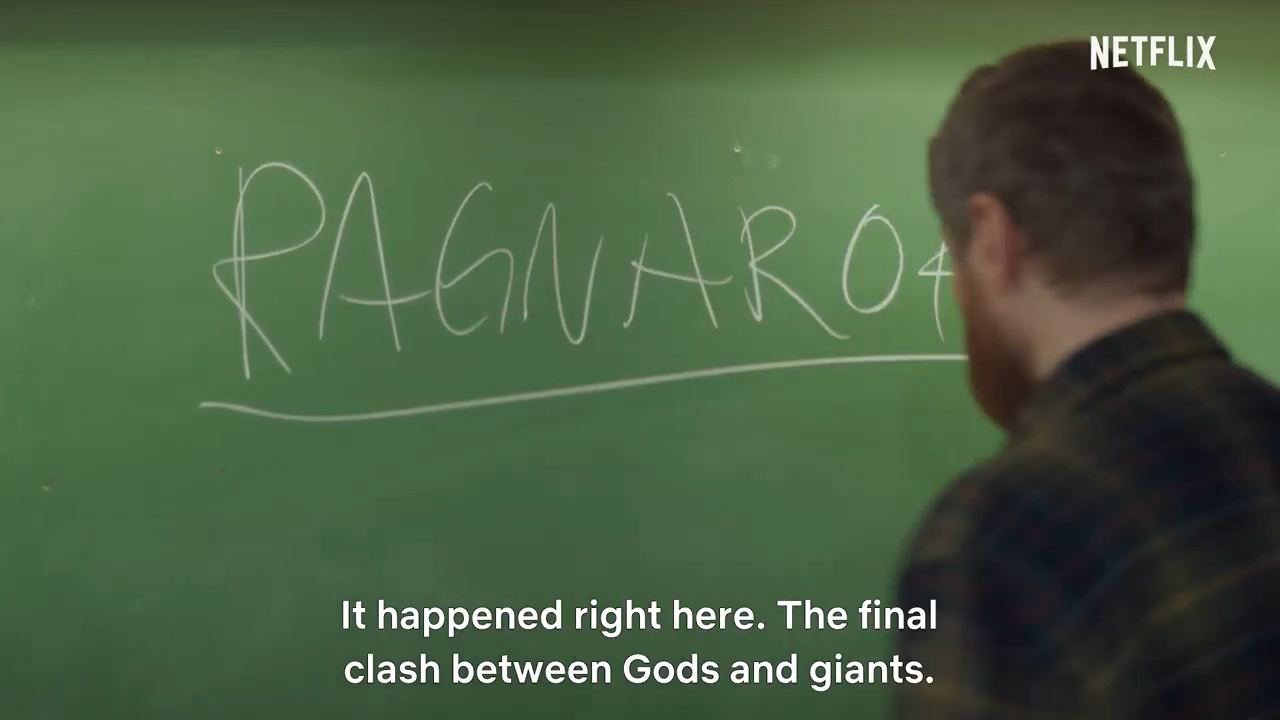 NETFLIX
RAGNARO
It happened right here. The final
clash between Gods and giants.